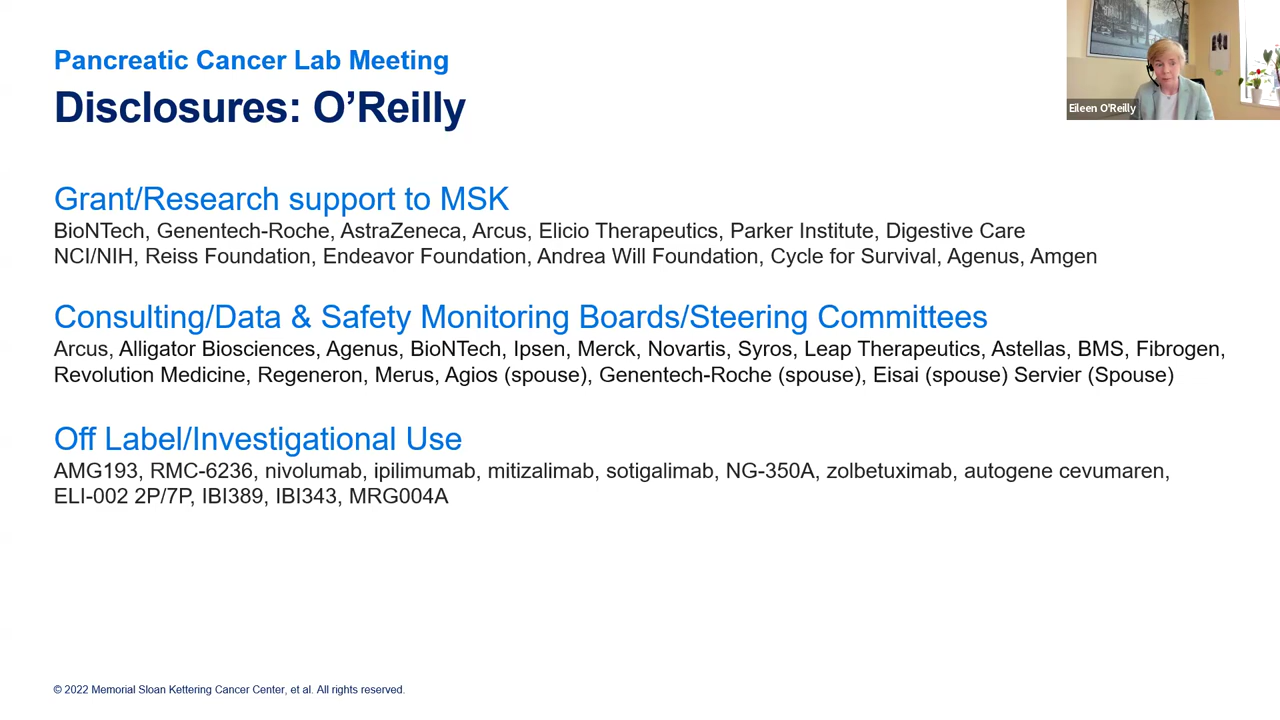 Pancreatic Cancer Lab Meeting
Disclosures: O’Reilly
Eileen O'Reilly
Grant/Research support to MSK
BioNTech, Genentech-Roche, AstraZeneca, Arcus, Elicio Therapeutics, Parker Institute, Digestive Care
NCI/NIH, Reiss Foundation, Endeavor Foundation, Andrea Will Foundation, Cycle for Survival, Agenus, Amgen
Consulting/Data & Safety Monitoring Boards/Steering Committees
Arcus, Alligator Biosciences, Agenus, BioNTech, Ipsen, Merck, Novartis, Syros, Leap Therapeutics, Astellas, BMS, Fibrogen,
Revolution Medicine, Regeneron, Merus, Agios (spouse), Genentech-Roche (spouse), Eisai (spouse) Servier (Spouse)
Off Label/Investigational Use
AMG193, RMC-6236, nivolumab, ipilimumab, mitizalimab, sotigalimab, NG-350A, zolbetuximab, autogene cevumaren,
ELI-002 2P/7P, IBI389, IBI343, MRG004A
© 2022 Memorial Sloan Kettering Cancer Center, et al. All rights reserved.